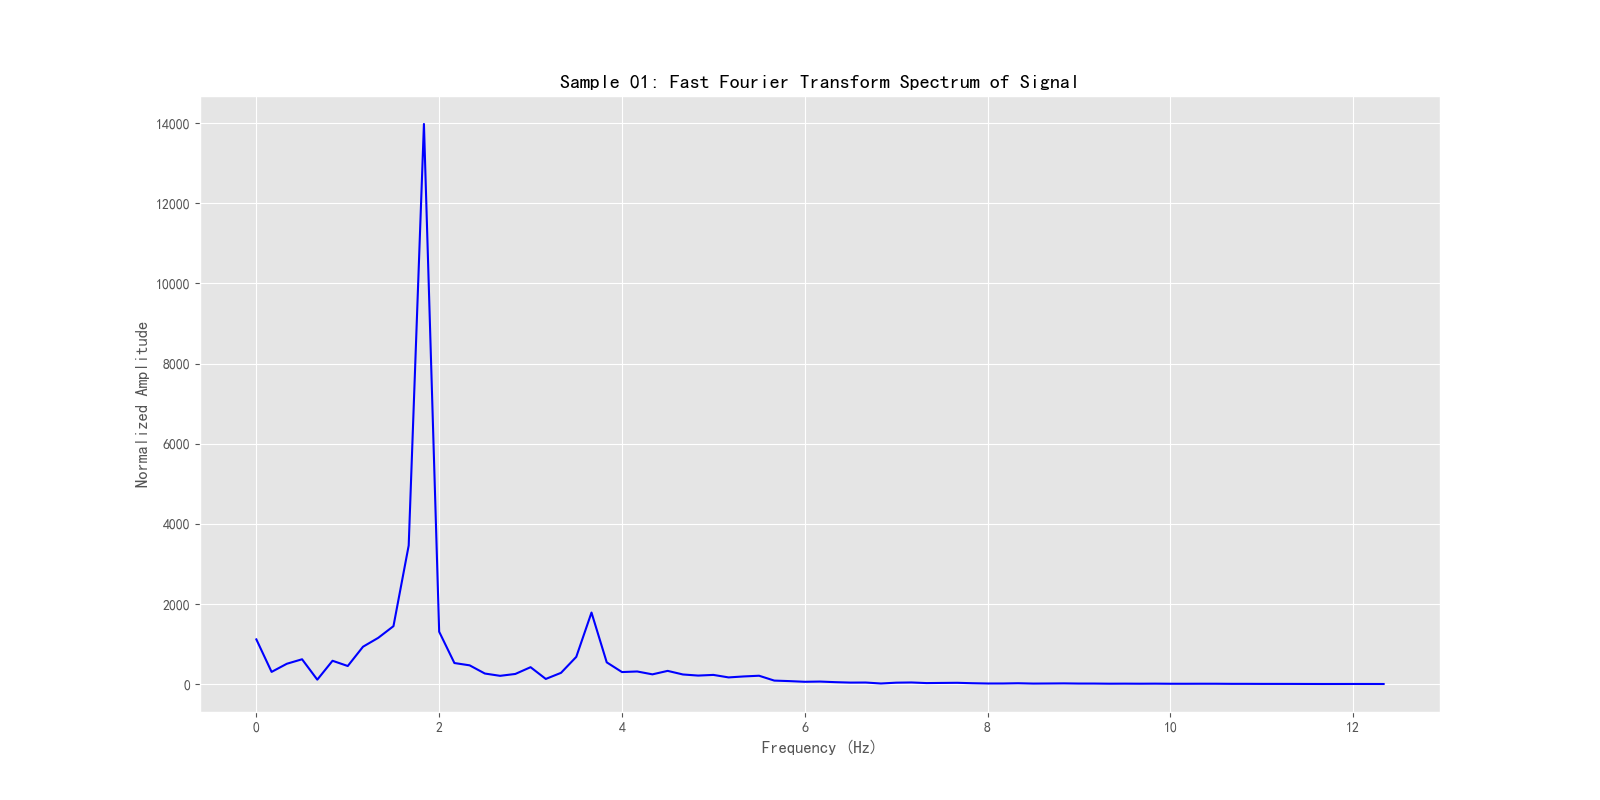 Sample 01: Fast Fourier Transform Spectrum of Signal
14000
12000
10000
8000
6000
4000
2000
0
Normalized Amplitude
0 2 4 6 8 10 12
Frequency (Hz)